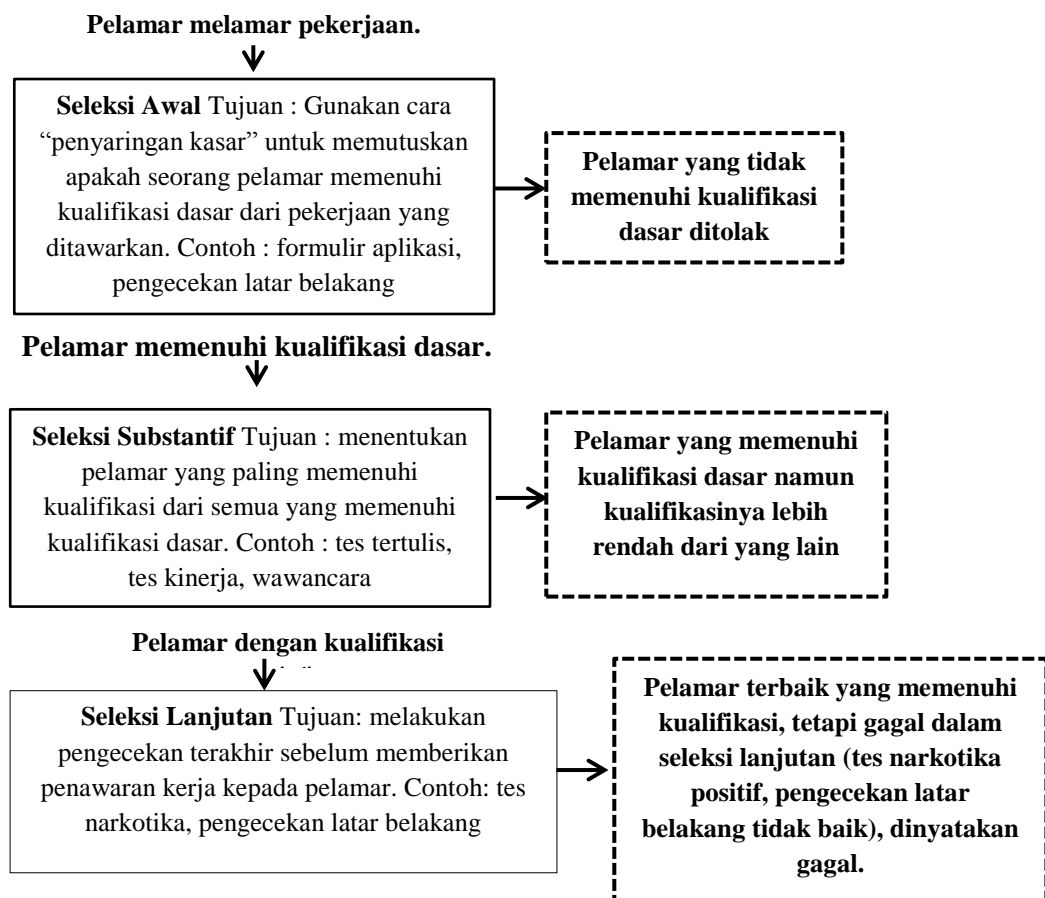 Pelamar melamar pekerjaan.
Seleksi Awal Tujuan : Gunakan cara
“penyaringan kasar” untuk memutuskan
apakah seorang pelamar memenuhi
kualifikasi dasar dari pekerjaan yang
ditawarkan. Contoh : formulir aplikasi,
pengecekan latar belakang
Pelamar yang tidak
memenuhi kualifikasi
dasar ditolak
Pelamar memenuhi kualifikasi dasar.
Seleksi Substantif Tujuan : menentukan
pelamar yang paling memenuhi
kualifikasi dari semua yang memenuhi
kualifikasi dasar. Contoh : tes tertulis,
tes kinerja, wawancara
Pelamar yang memenuhi
kualifikasi dasar namun
kualifikasinya lebih
rendah dari yang lain
Pelamar dengan kualifikasi
Seleksi Lanjutan Tujuan: melakukan
pengecekan terakhir sebelum memberikan
penawaran kerja kepada pelamar. Contoh: tes
narkotika, pengecekan latar belakang
Pelamar terbaik yang memenuhi
kualifikasi, tetapi gagal dalam
seleksi lanjutan (tes narkotika
positif, pengecekan latar
belakang tidak baik), dinyatakan
gagal.